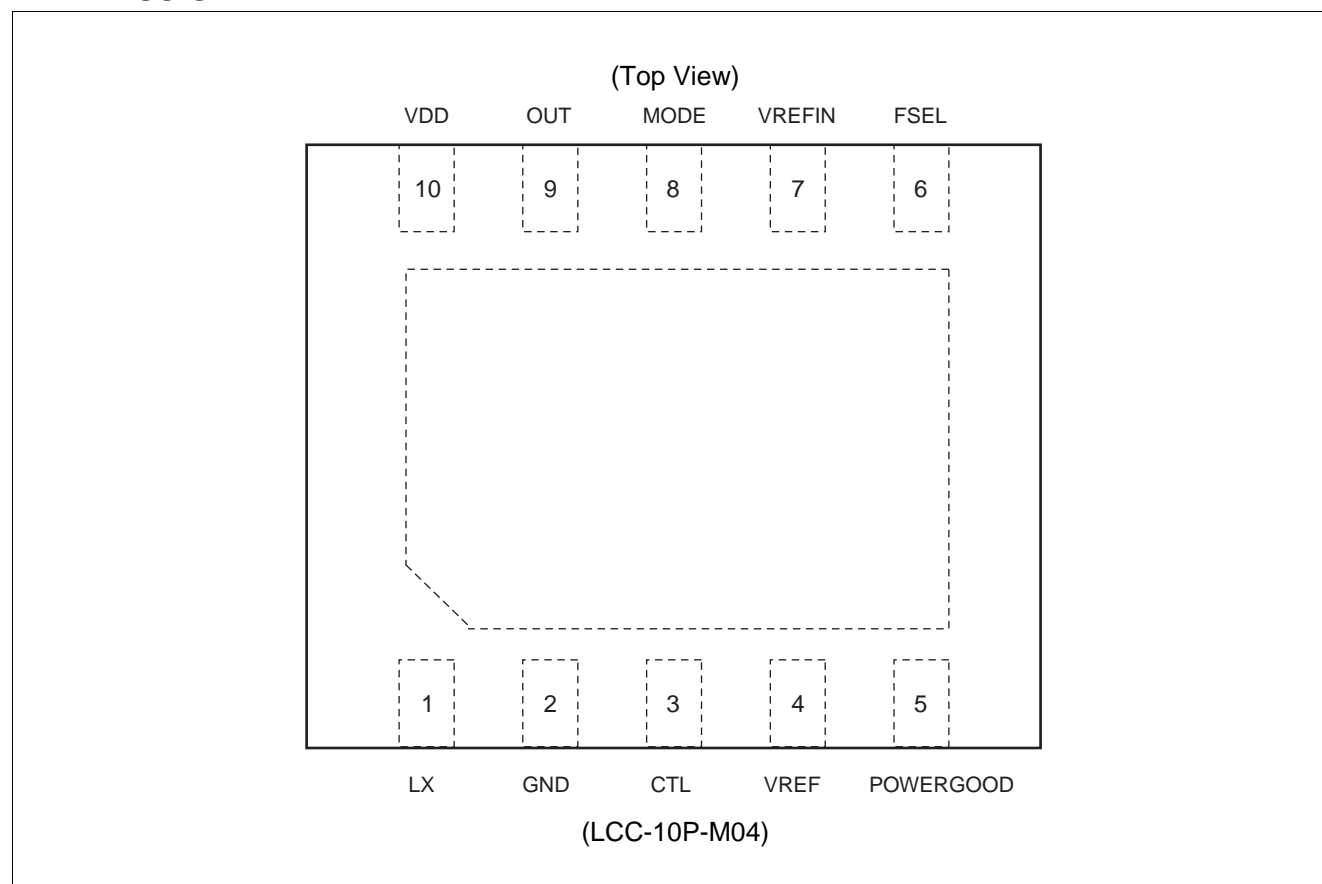 (Top View)
VDD OUT MODE VREFIN FSEL
10 9 8 7 6
1 2 3 4 5
LX GND CTL VREF POWERGOOD
(LCC-10P-M04)